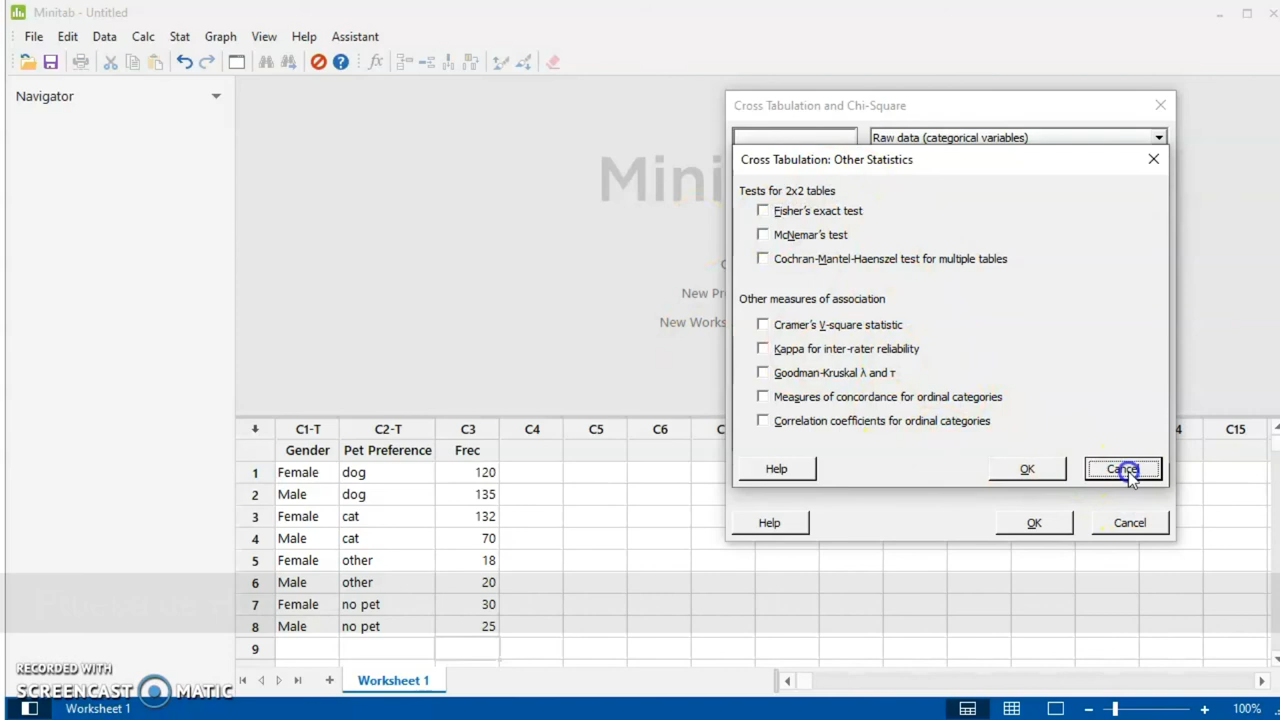 Minitab - Untitled
File Edit Data Calc Stat Graph View Help Assistant
fx
Navigator
Mini
New Pr
New Works
Cross Tabulation and Chi-Square
Raw data (categorical variables)
Cross Tabulation: Other Statistics
Tests for 2x2 tables
Fisher's exact test
McNemar's test
Cochran-Mantel-Haenszel test for multiple tables
Other measures of association
Cramer's V-square statistic
Kappa for inter-rater reliability
Goodman-Kruskal λ and τ
Measures of concordance for ordinal categories
Correlation coefficients for ordinal categories
Help OK Cancel
Help OK Cancel
C1-T C2-T C3 C4 C5 C6 C 4 C15
Gender Pet Preference Frec
1 Female dog 120
2 Male dog 135
3 Female cat 132
4 Male cat 70
5 Female other 18
6 Male other 20
7 Female no pet 30
8 Male no pet 25
9
Worksheet 1
RECORDED WITH
SCREENCAST MATIC
Worksheet 1
100%